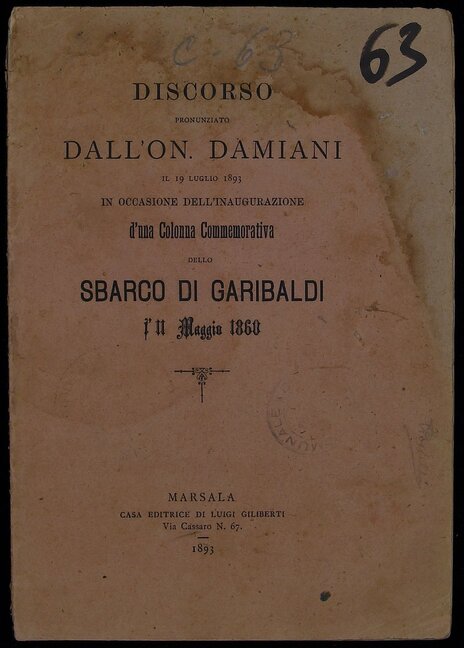 C-63
63
DISCORSO
PRONUNZIATO
DALL'ON. DAMIANI
IL 19 LUGLIO 1893
IN OCCASIONE DELL'INAUGURAZIONE
d'una Colonna Commemorativa
DELLO
SBARCO DI GARIBALDI
l'11 Maggio 1860
MARSALA
CASA EDITRICE DI LUIGI GILIBERTI
Via Cassaro N. 67.
1893